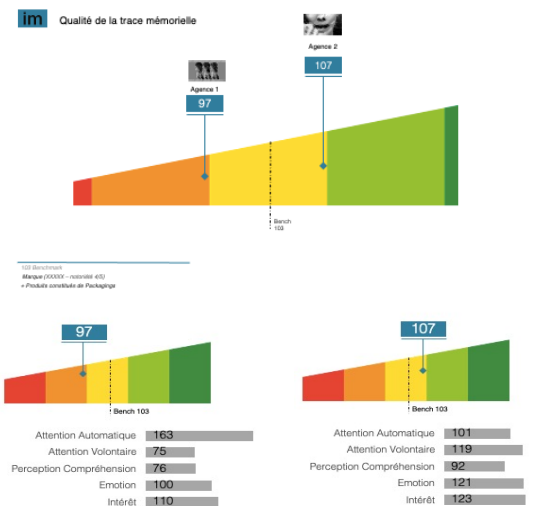 im Qualité de la trace mémorielle
Agence 2
107
Agence 1
97
Bench
103
103 Benchmark
Marque (XXXXX – notoriété 4/5)
+ Produits constitués de Packagings
97
Bench 103
Attention Automatique 163
Attention Volontaire 75
Perception Compréhension 76
Emotion 100
Intérêt 110
107
Bench 103
Attention Automatique 101
Attention Volontaire 119
Perception Compréhension 92
Emotion 121
Intérêt 123